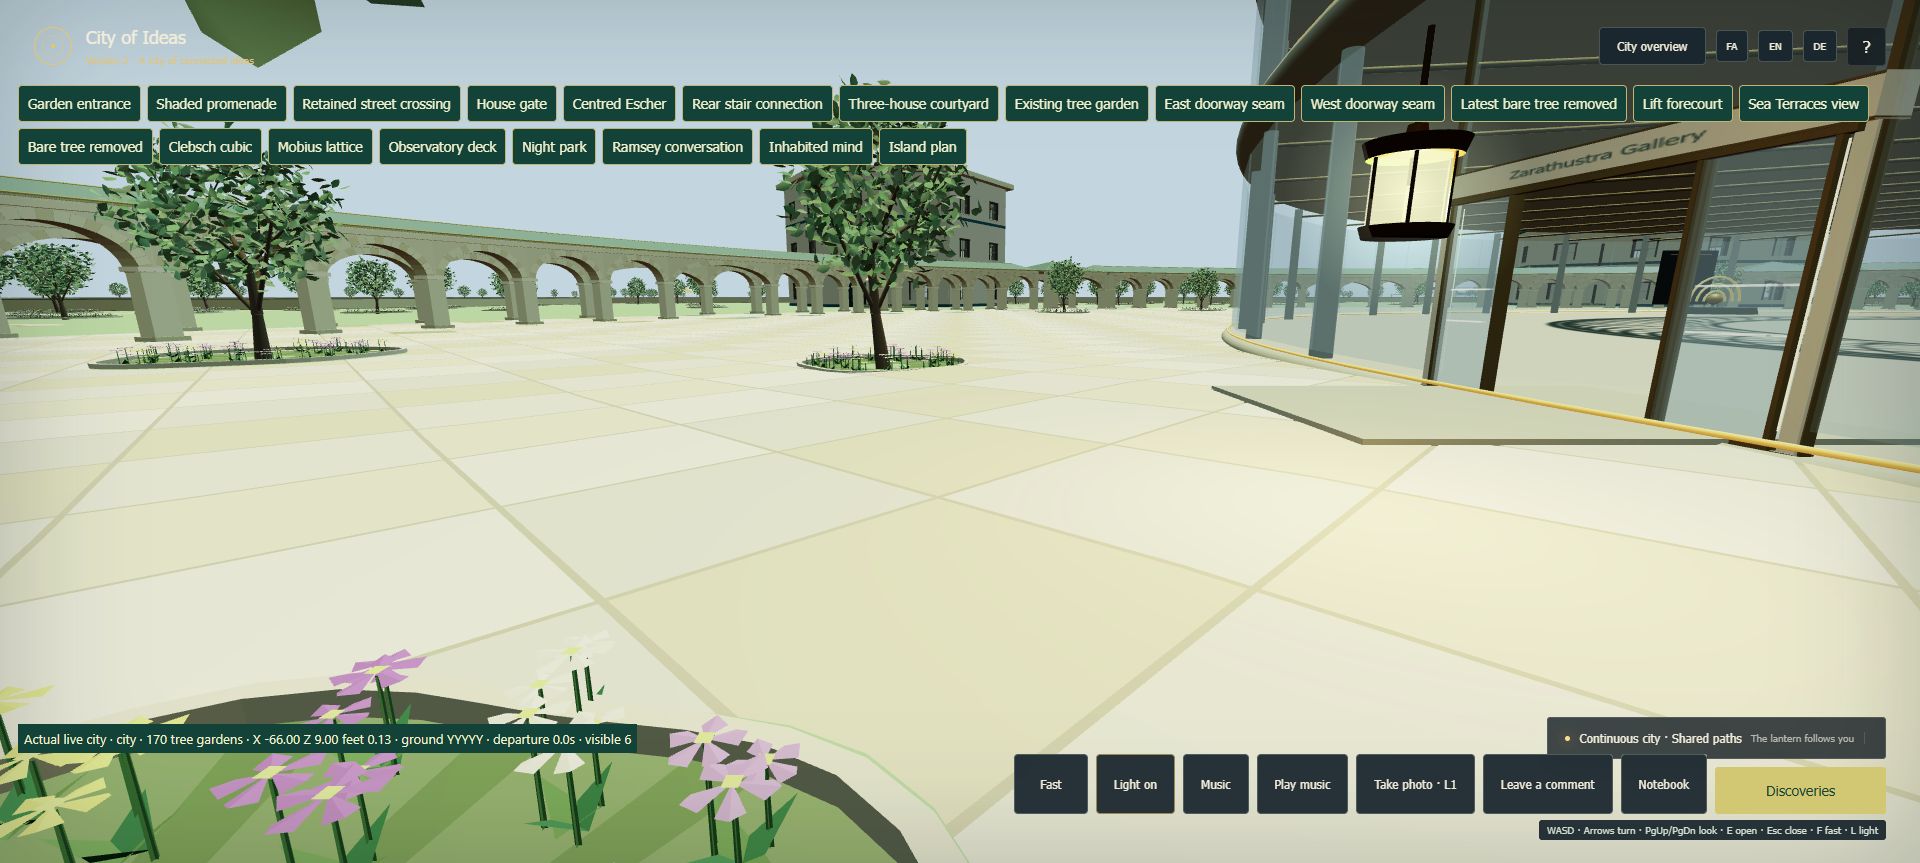 City of Ideas
Version 2 · A city of connected ideas
City overview
FA
EN
DE
?
Garden entrance
Shaded promenade
Retained street crossing
House gate
Centred Escher
Rear stair connection
Three-house courtyard
Existing tree garden
East doorway seam
West doorway seam
Latest bare tree removed
Lift forecourt
Sea Terraces view
Bare tree removed
Clebsch cubic
Mobius lattice
Observatory deck
Night park
Ramsey conversation
Inhabited mind
Island plan
Zarathustra Gallery
Actual live city · city · 170 tree gardens · X -66.00 Z 9.00 feet 0.13 · ground YYYYY · departure 0.0s · visible 6
Continuous city · Shared paths The lantern follows you
Fast
Light on
Music
Play music
Take photo · L1
Leave a comment
Notebook
Discoveries
WASD · Arrows turn · PgUp/PgDn look · E open · Esc close · F fast · L light